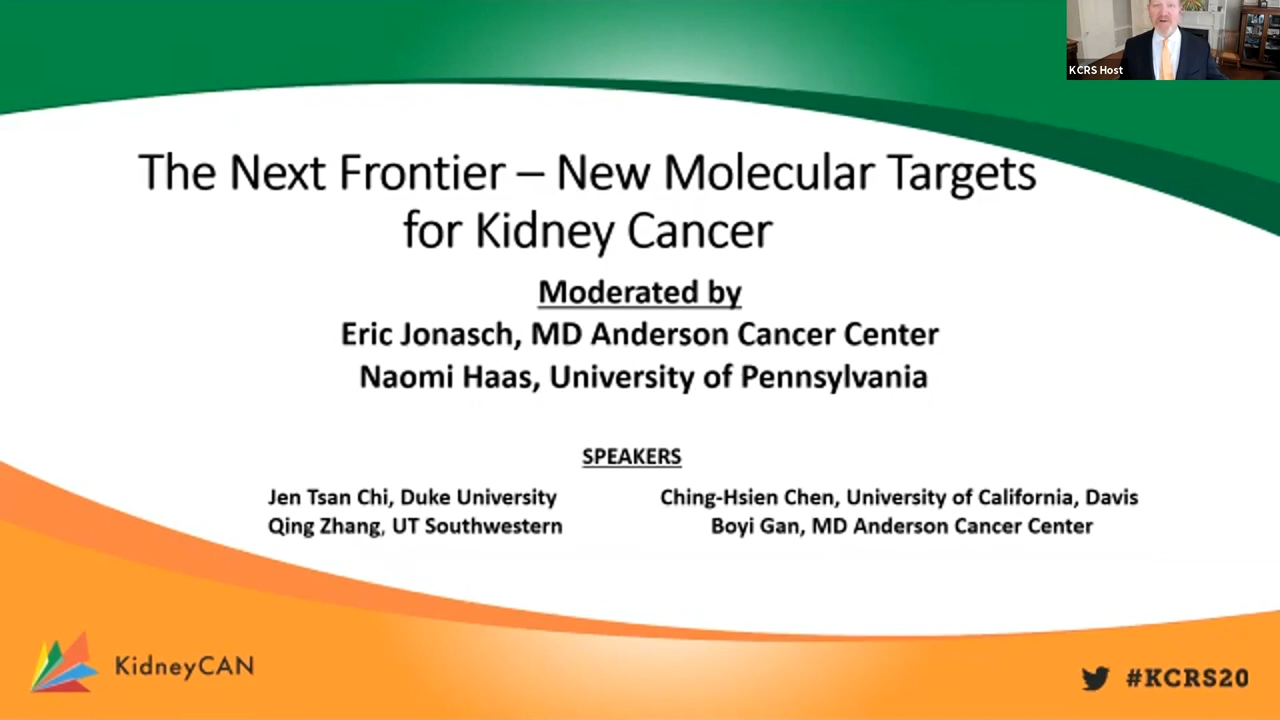 KCRS Host
The Next Frontier – New Molecular Targets
for Kidney Cancer
Moderated by
Eric Jonasch, MD Anderson Cancer Center
Naomi Haas, University of Pennsylvania
SPEAKERS
Jen Tsan Chi, Duke University
Qing Zhang, UT Southwestern
Ching-Hsien Chen, University of California, Davis
Boyi Gan, MD Anderson Cancer Center
KidneyCAN
#KCRS20